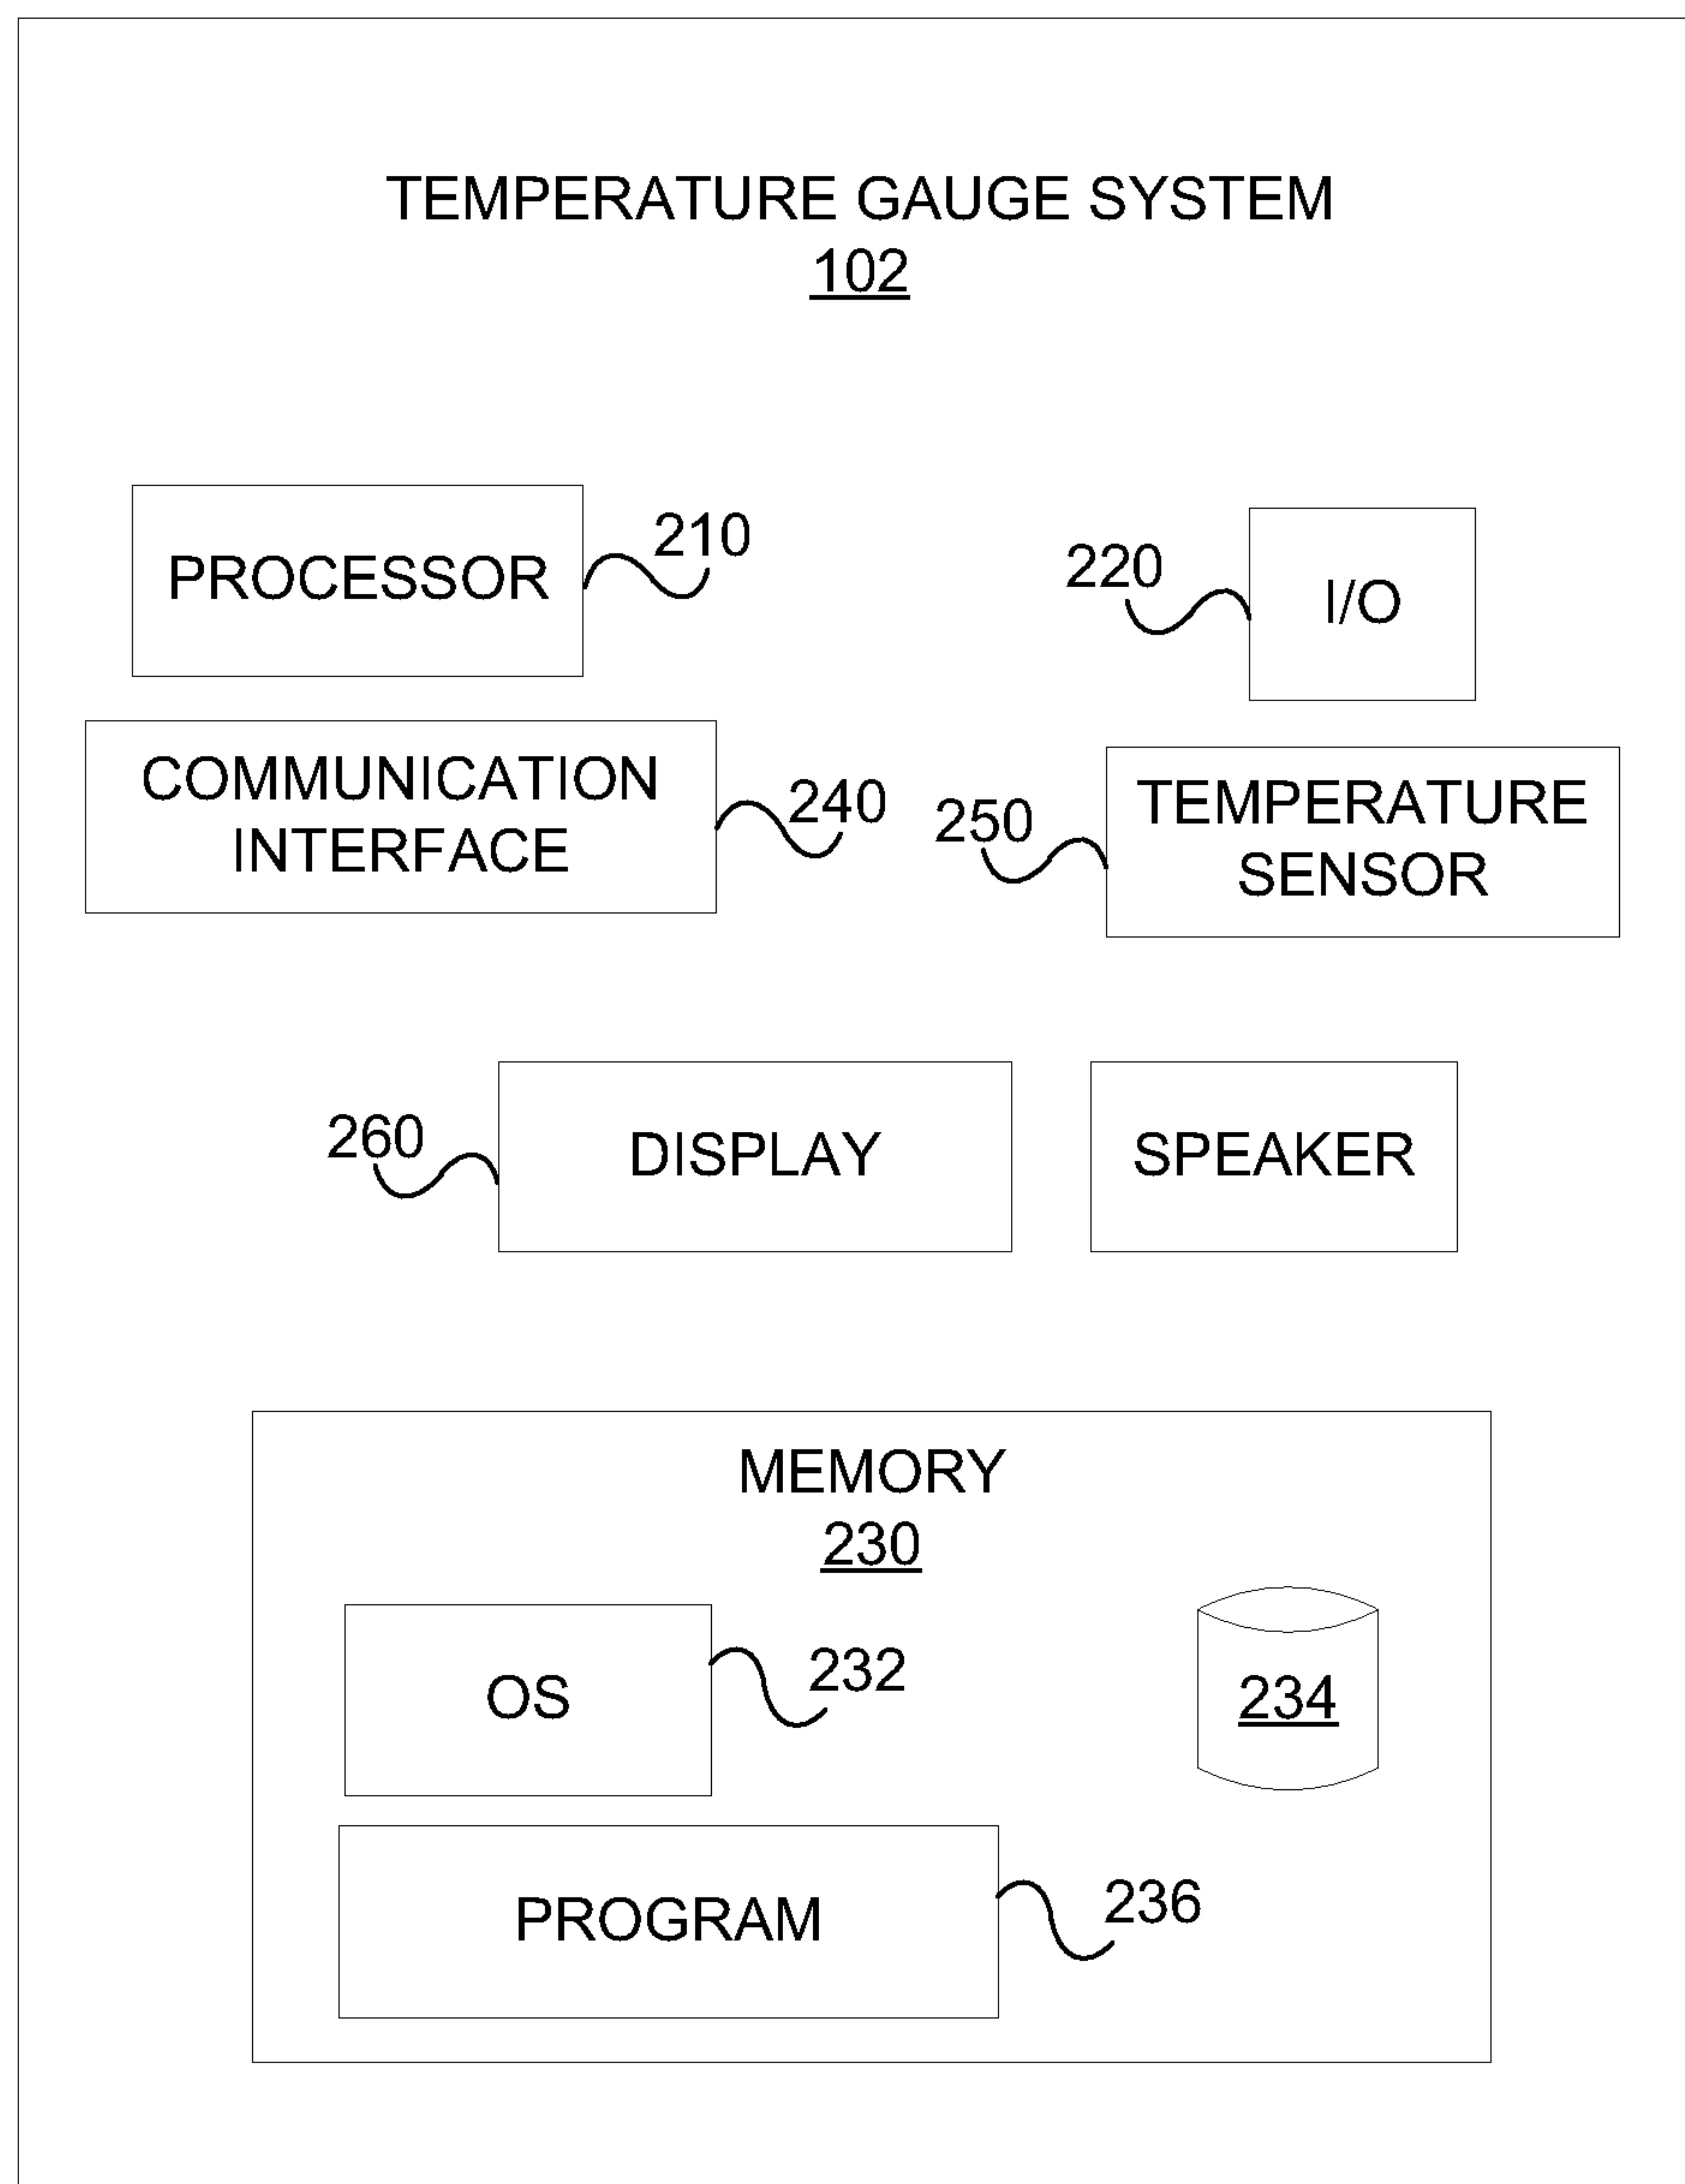 TEMPERATURE GAUGE SYSTEM
102
PROCESSOR
210
220
I/O
COMMUNICATION
INTERFACE
240
250
TEMPERATURE
SENSOR
260
DISPLAY
SPEAKER
MEMORY
230
OS
232
234
PROGRAM
236